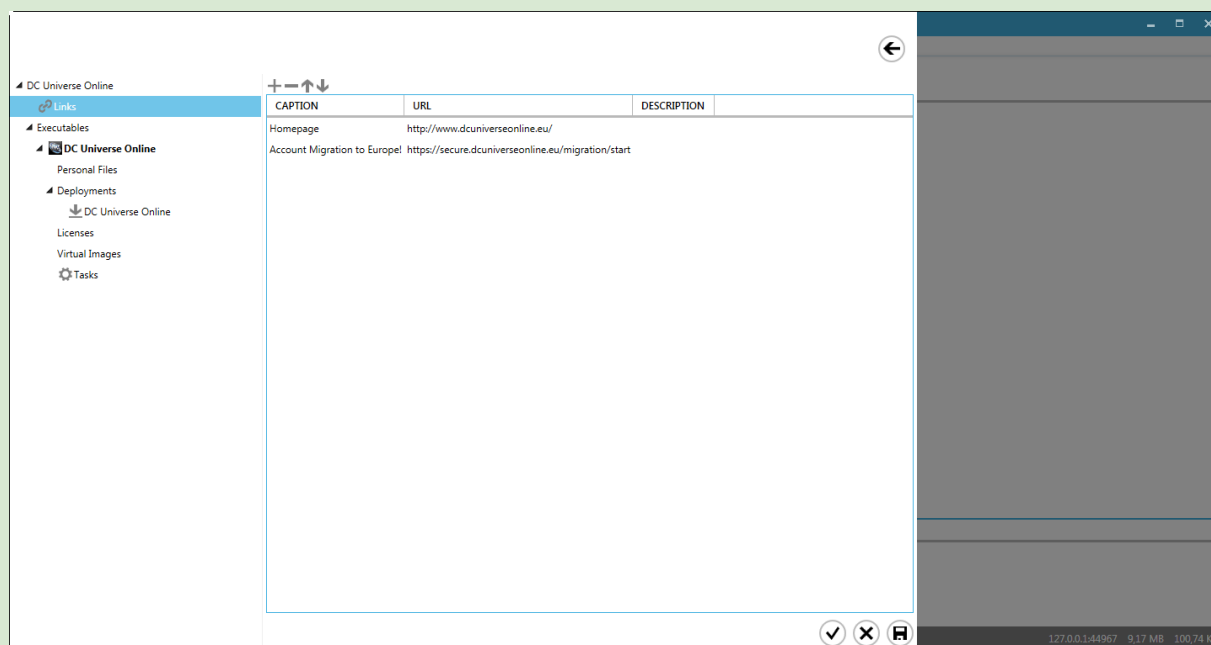 DC Universe Online
Links
Executables
DC Universe Online
Personal Files
Deployments
DC Universe Online
Licenses
Virtual Images
Tasks
CAPTION URL DESCRIPTION
Homepage http://www.dcuniverseonline.eu/
Account Migration to Europe! https://secure.dcuniverseonline.eu/migration/start
127.0.0.1:44967 9,17 MB 100,74 K